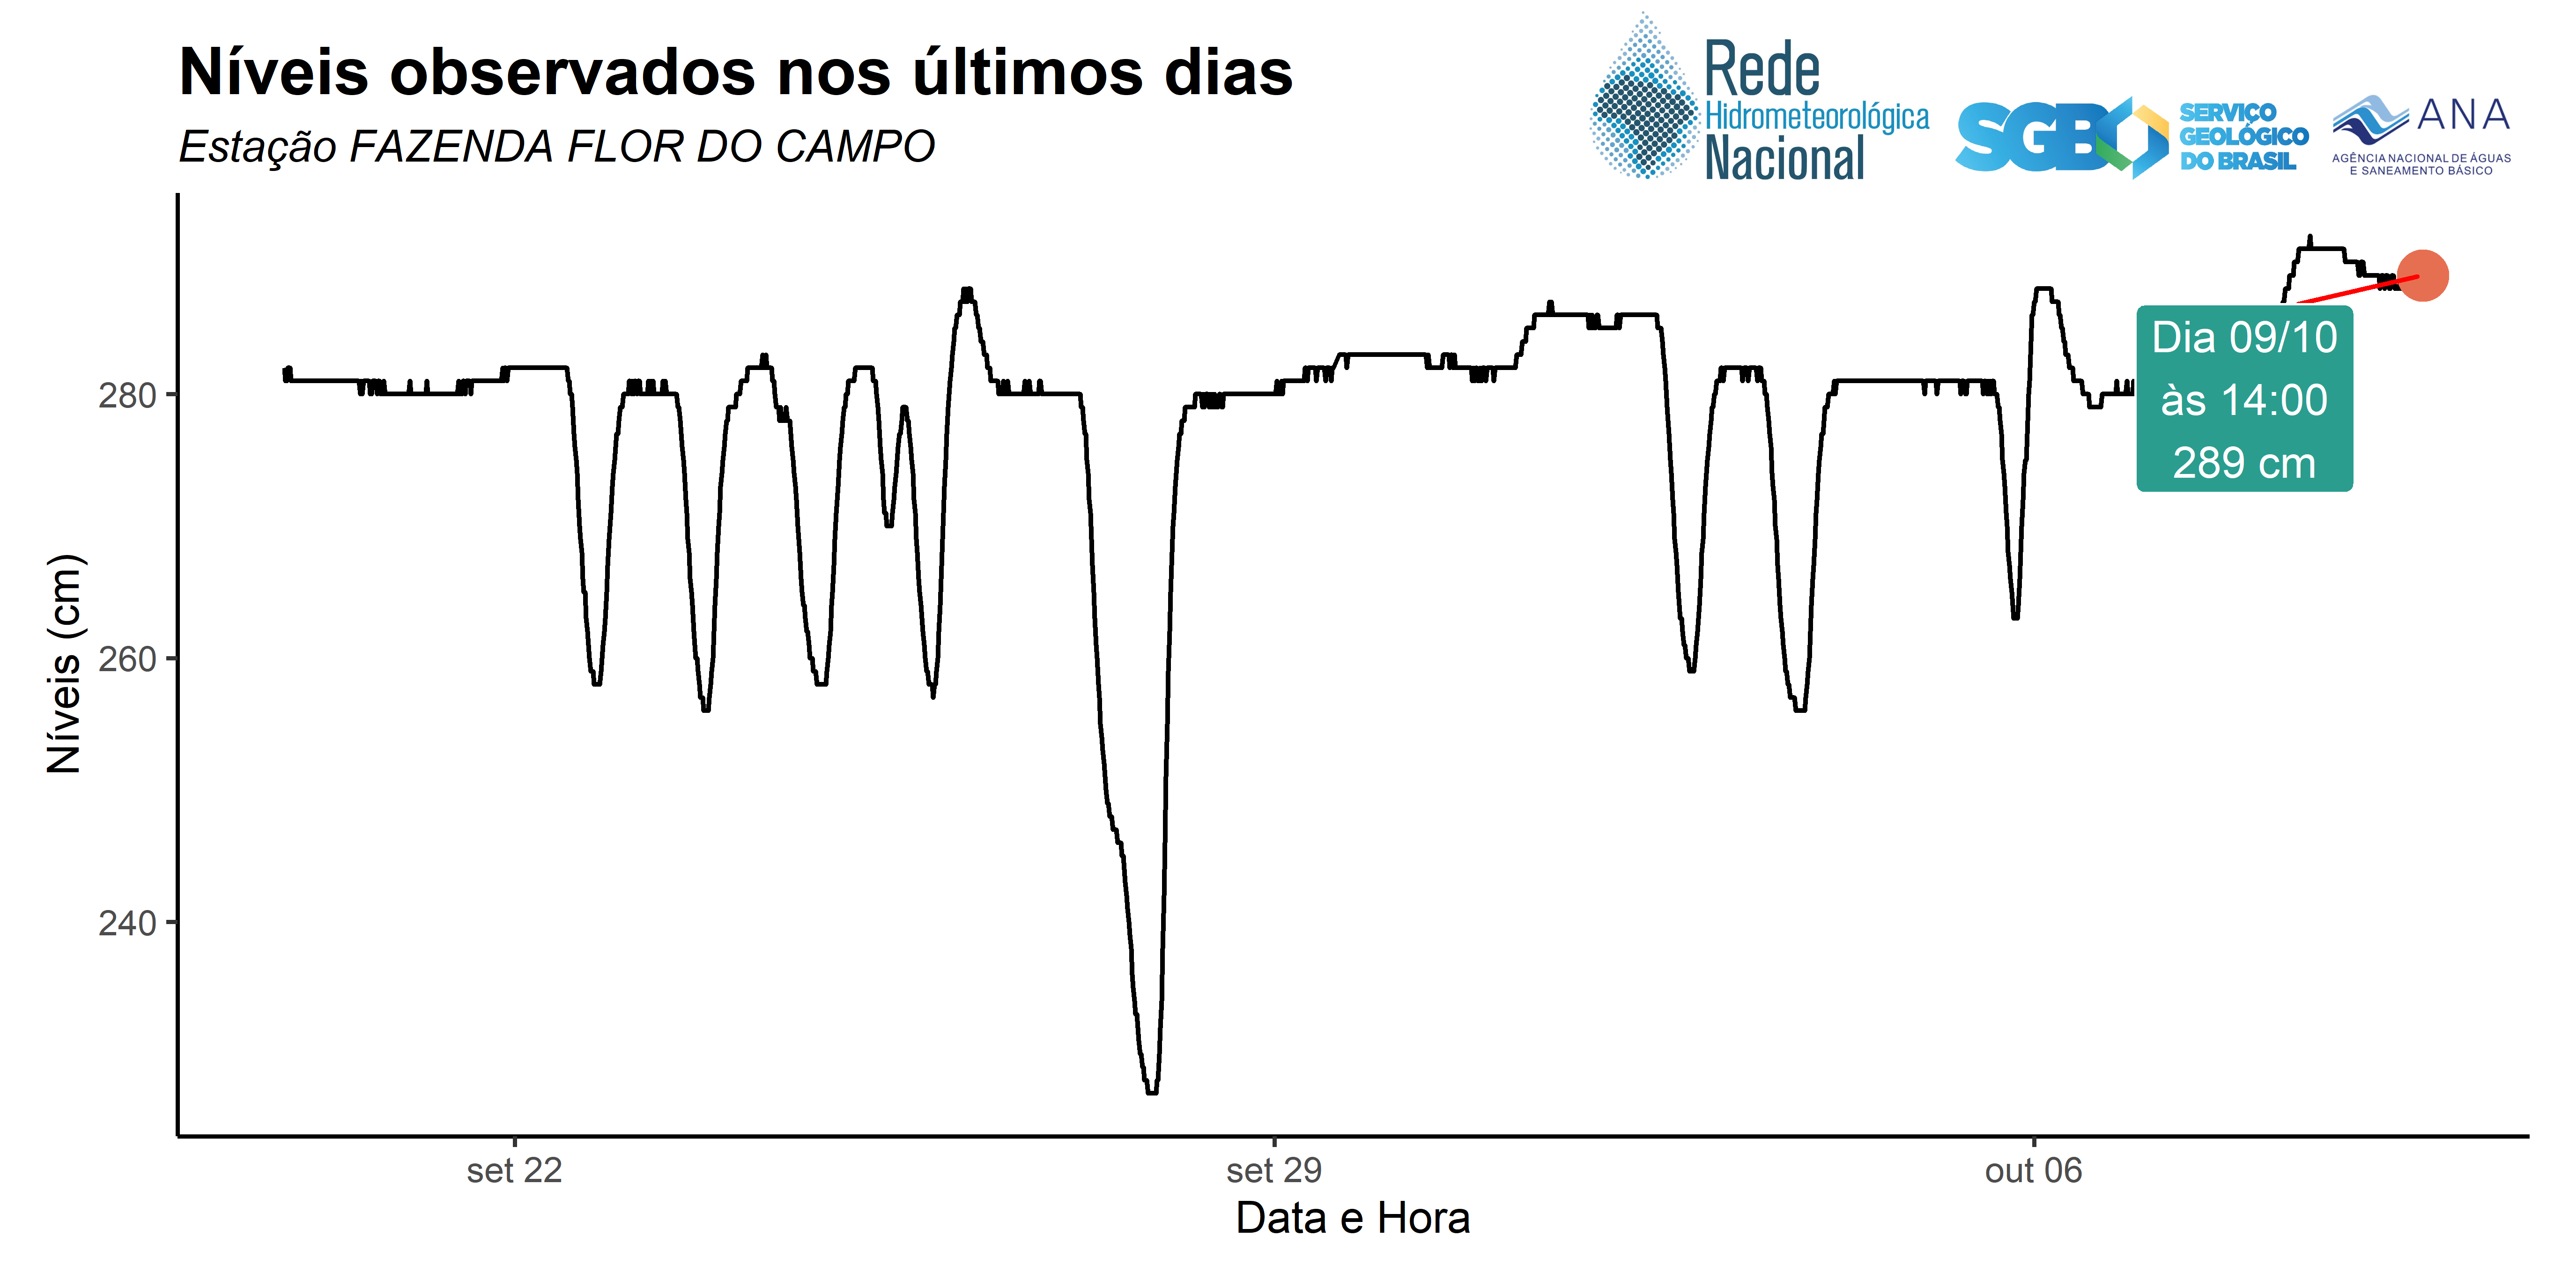 Níveis observados nos últimos dias
Estação FAZENDA FLOR DO CAMPO
Rede
Hidrometeorológica
Nacional
SGB
SERVIÇO
GEOLÓGICO
DO BRASIL
ANA
AGÊNCIA NACIONAL DE ÁGUAS
E SANEAMENTO BÁSICO
Níveis (cm)
280
260
240
Dia 09/10
às 14:00
289 cm
set 22
set 29
out 06
Data e Hora